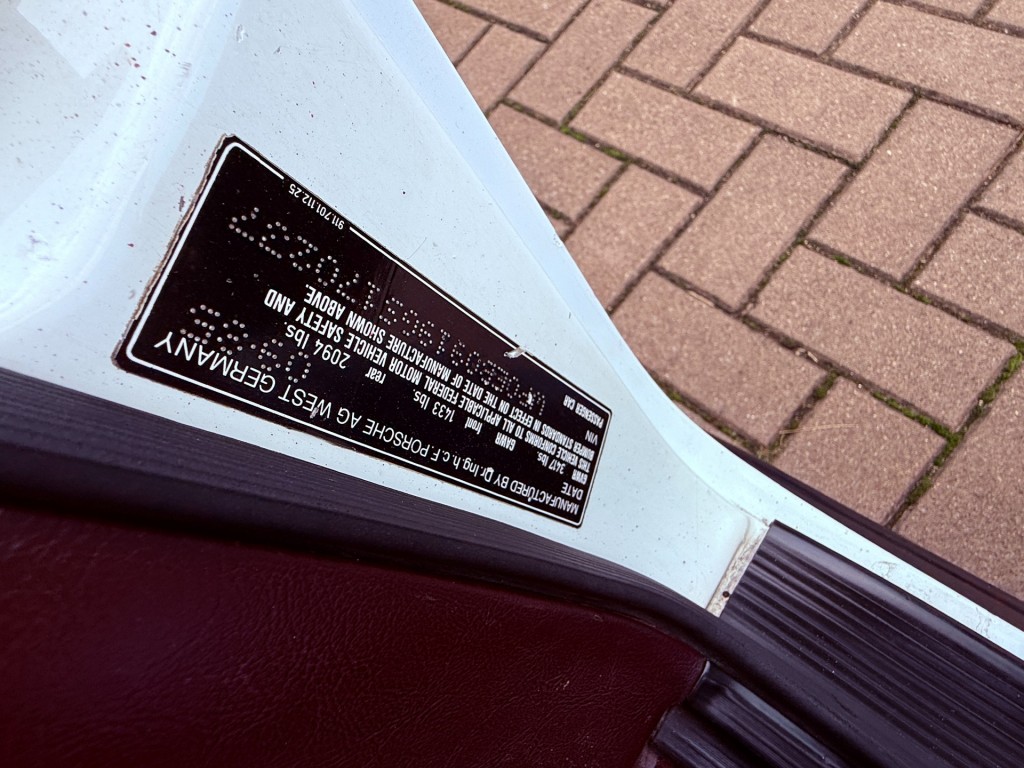 MANUFACTURED BY Dr.Ing.h.c.F. PORSCHE AG WEST GERMANY
DATE
GVWR 3417 lbs. GAWR front 1433 lbs. rear 2094 lbs
THIS VEHICLE CONFORMS TO ALL APPLICABLE FEDERAL MOTOR VEHICLE SAFETY AND
BUMPER STANDARDS IN EFFECT ON THE DATE OF MANUFACTURE SHOWN ABOVE.
VIN
PASSENGER CAR
911.701.112.25